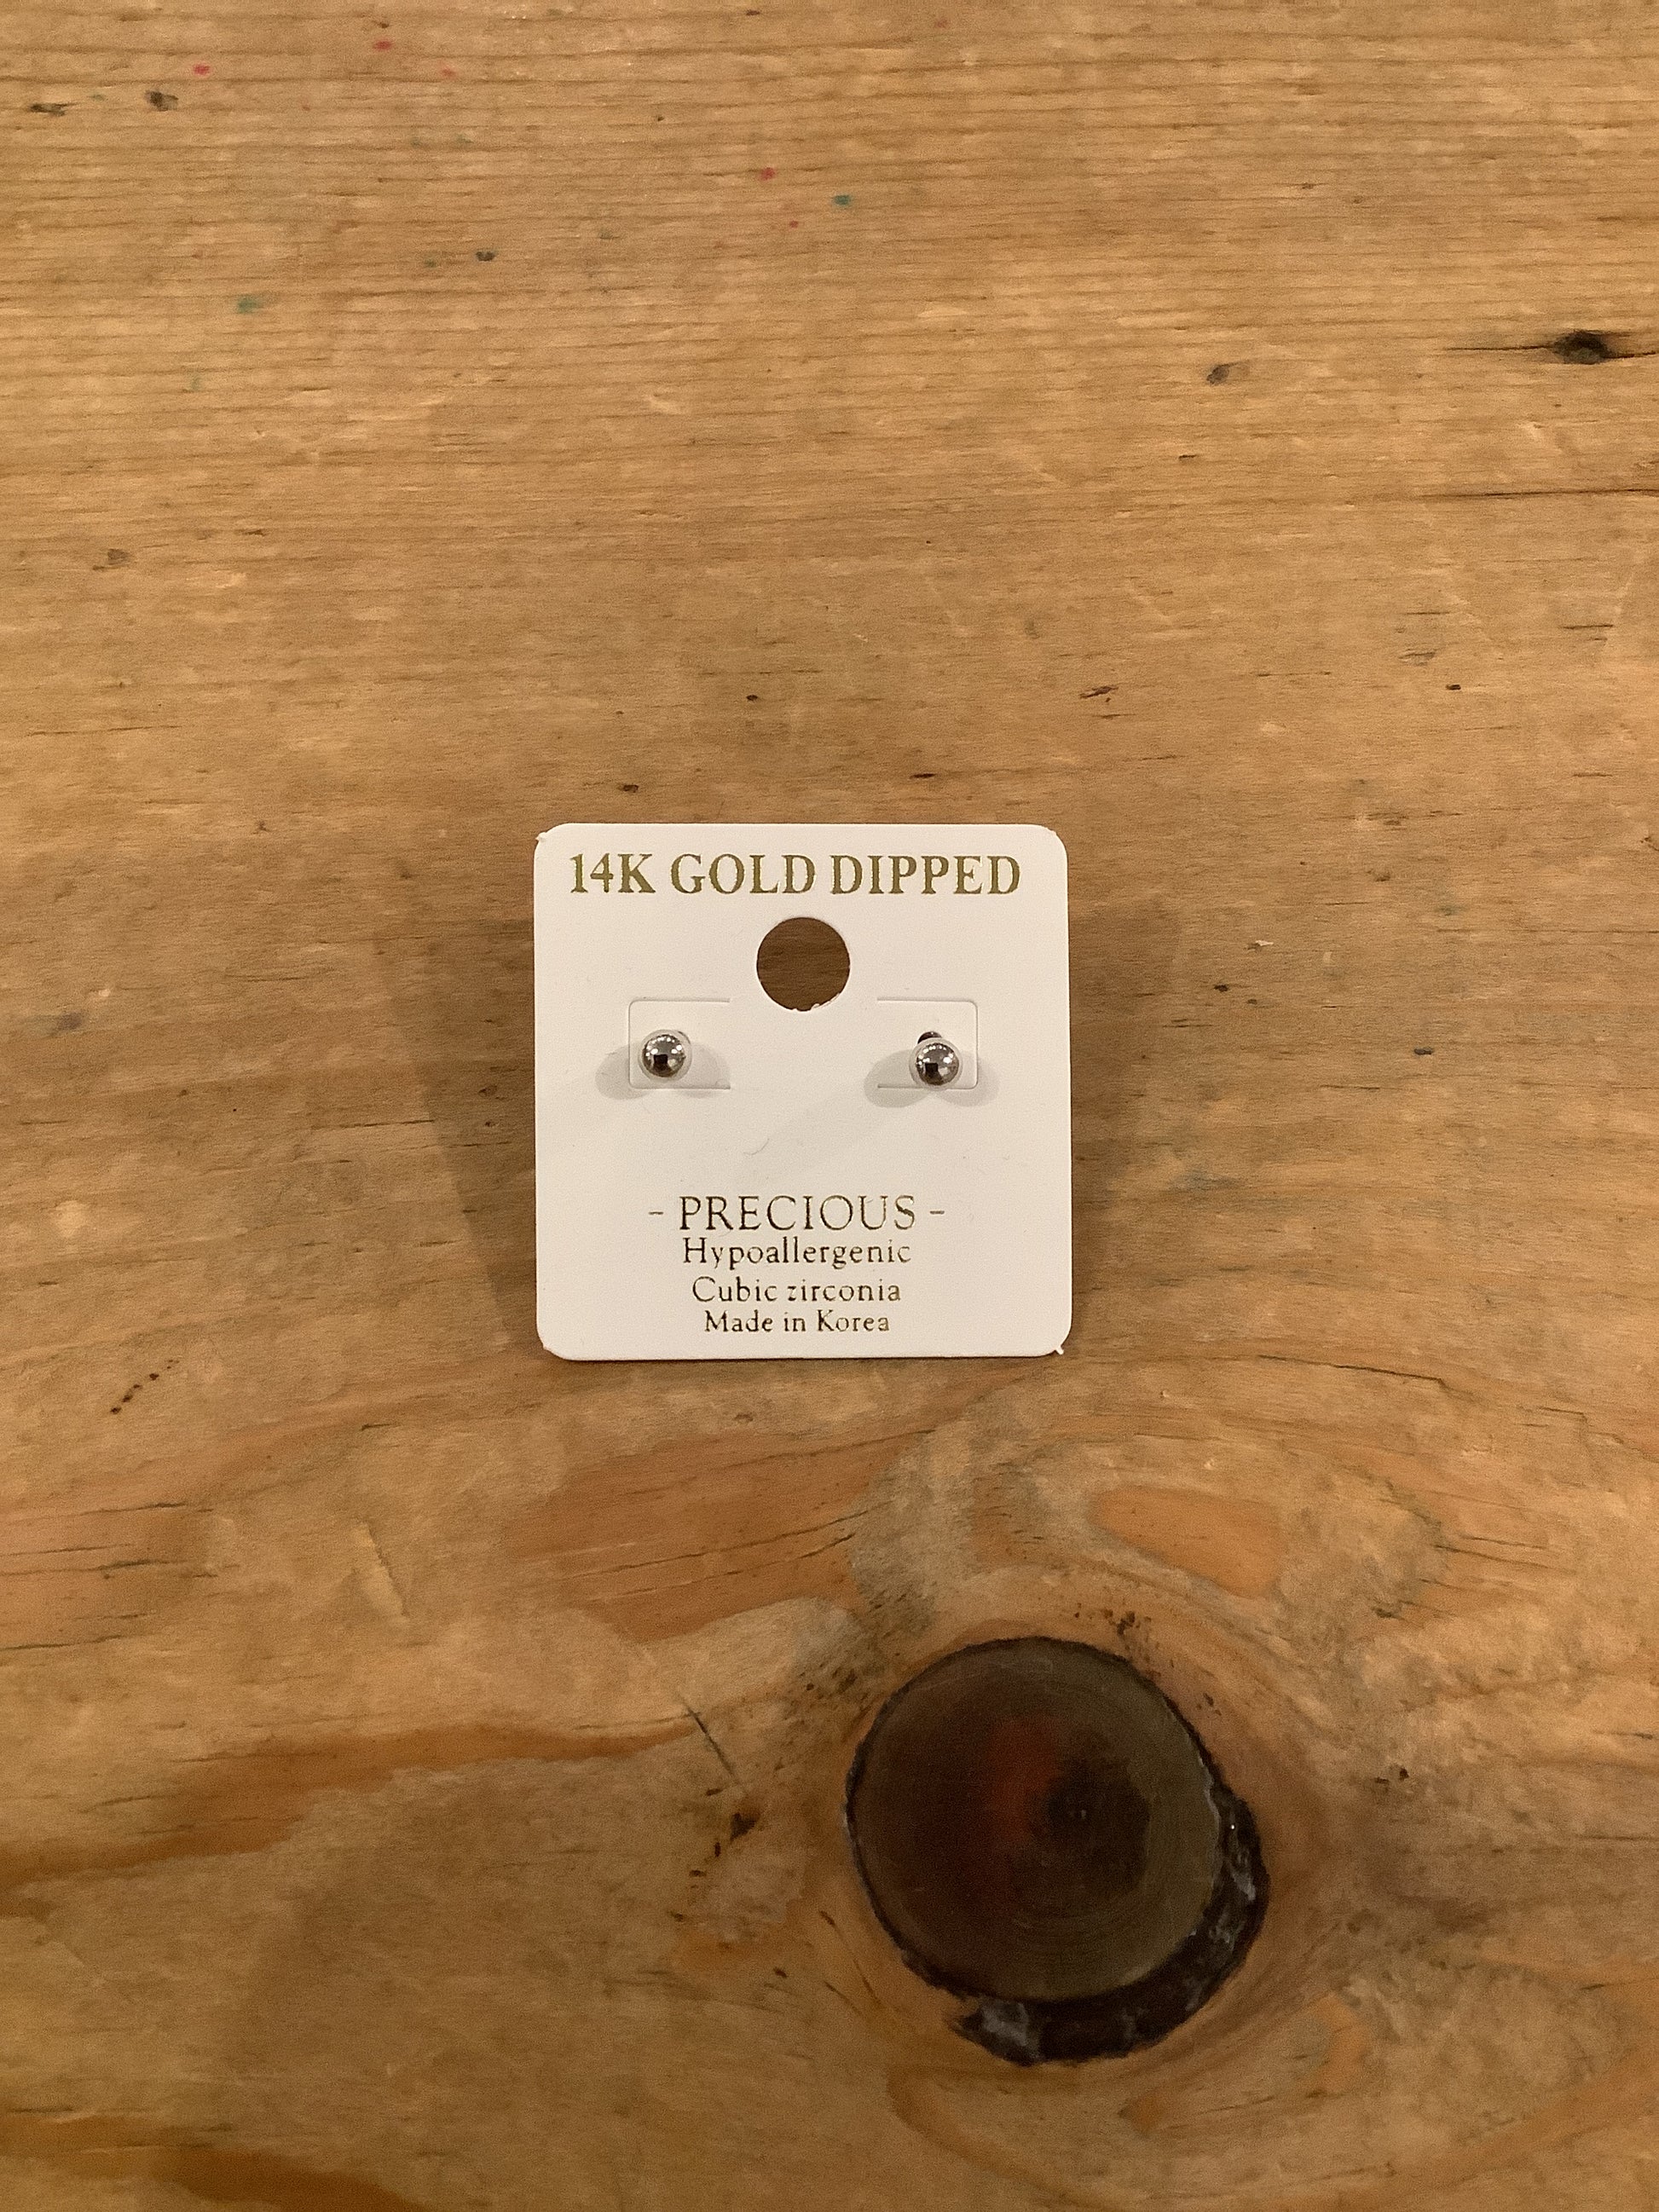 14K GOLD DIPPED
- PRECIOUS -
Hypoallergenic
Cubic zirconia
Made in Korea